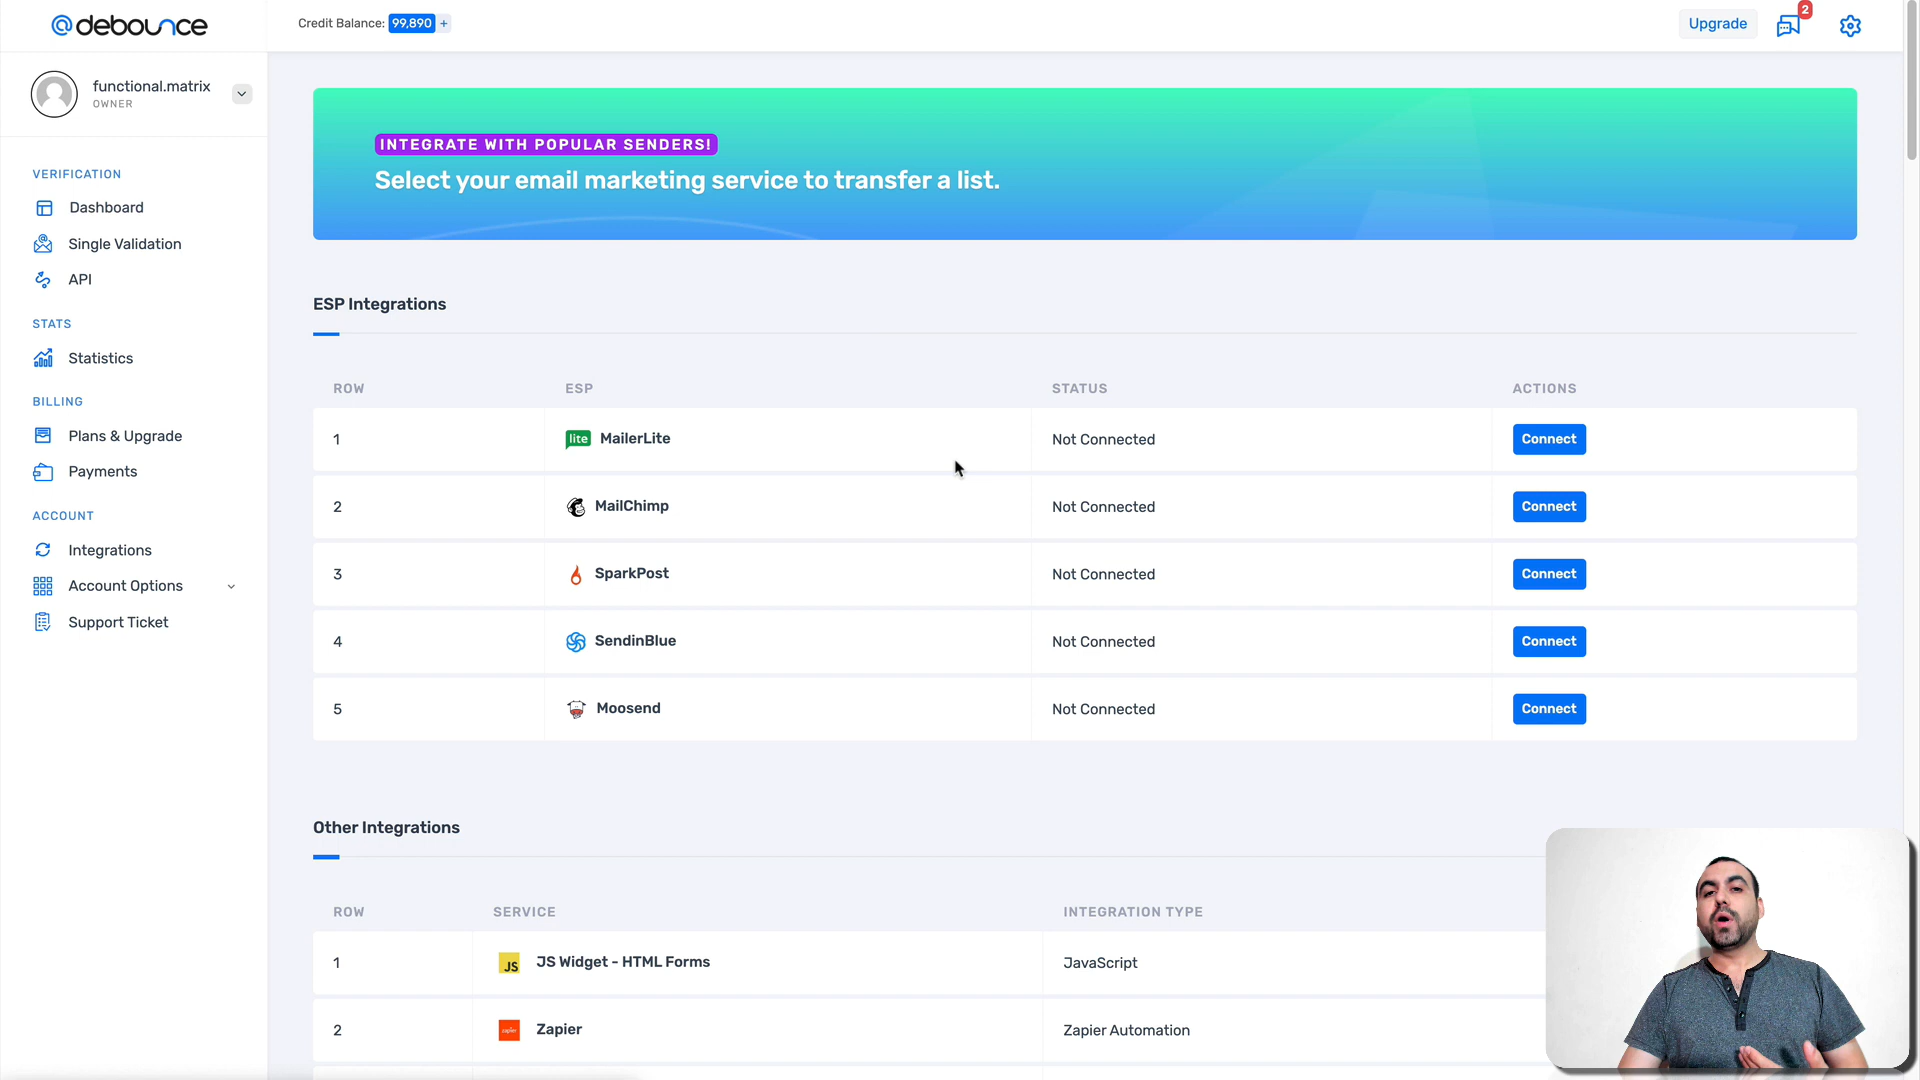 @debounce
Credit Balance: 99,890 +
Upgrade
2
functional.matrix
OWNER
VERIFICATION
Dashboard
Single Validation
API
STATS
Statistics
BILLING
Plans & Upgrade
Payments
ACCOUNT
Integrations
Account Options
Support Ticket
INTEGRATE WITH POPULAR SENDERS!
Select your email marketing service to transfer a list.
ESP Integrations
ROW ESP STATUS ACTIONS
1 lite MailerLite Not Connected Connect
2 MailChimp Not Connected Connect
3 SparkPost Not Connected Connect
4 SendinBlue Not Connected Connect
5 Moosend Not Connected Connect
Other Integrations
ROW SERVICE INTEGRATION TYPE
1 JS JS Widget - HTML Forms JavaScript
2 zapier Zapier Zapier Automation